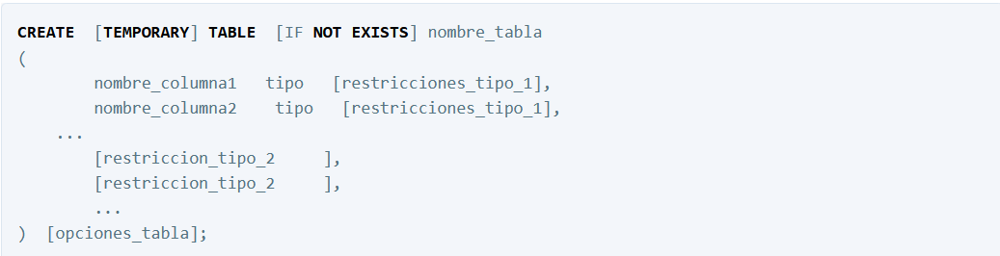 CREATE [TEMPORARY] TABLE [IF NOT EXISTS] nombre_tabla
(
nombre_columna1 tipo [restricciones_tipo_1],
nombre_columna2 tipo [restricciones_tipo_1],
...
[restriccion_tipo_2 ],
[restriccion_tipo_2 ],
...
) [opciones_tabla];